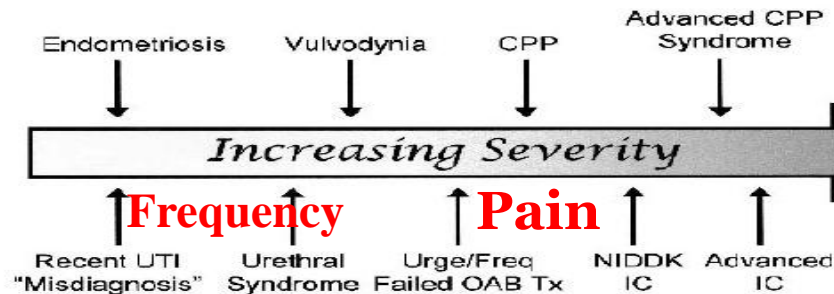 Advanced CPP
Endometriosis Vulvodynia CPP Syndrome
Increasing Severity
Frequency Pain
Recent UTI Urethral Urge/Freq NIDDK Advanced
"Misdiagnosis" Syndrome Failed OAB Tx IC IC